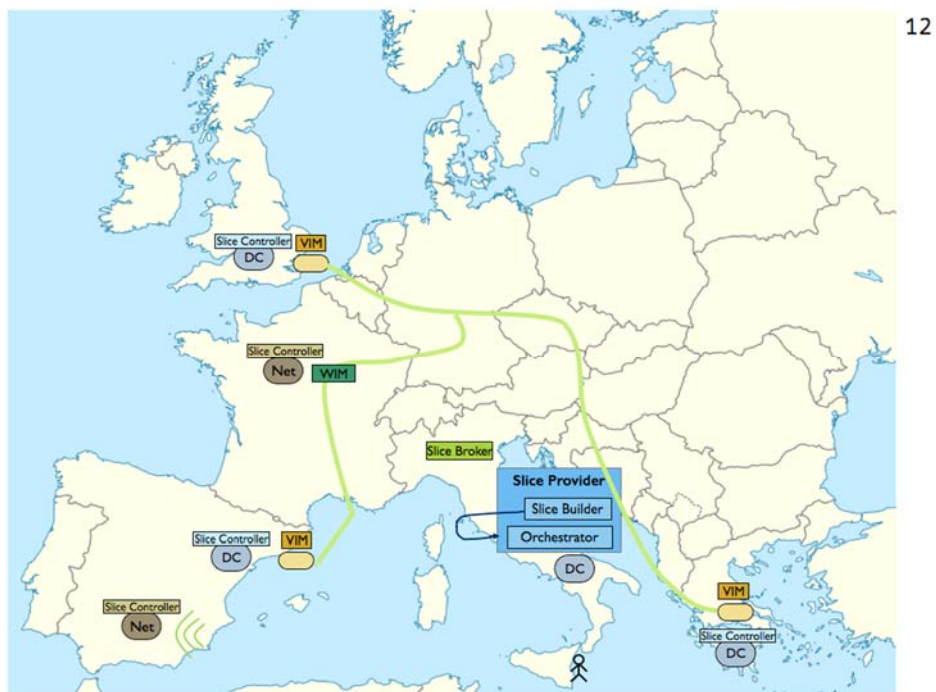 12
Slice Controller
VIM
DC
Slice Controller
Net
WIM
Slice Broker
Slice Provider
Slice Builder
Orchestrator
Slice Controller
VIM
DC
DC
VIM
Slice Controller
Net
Slice Controller
DC